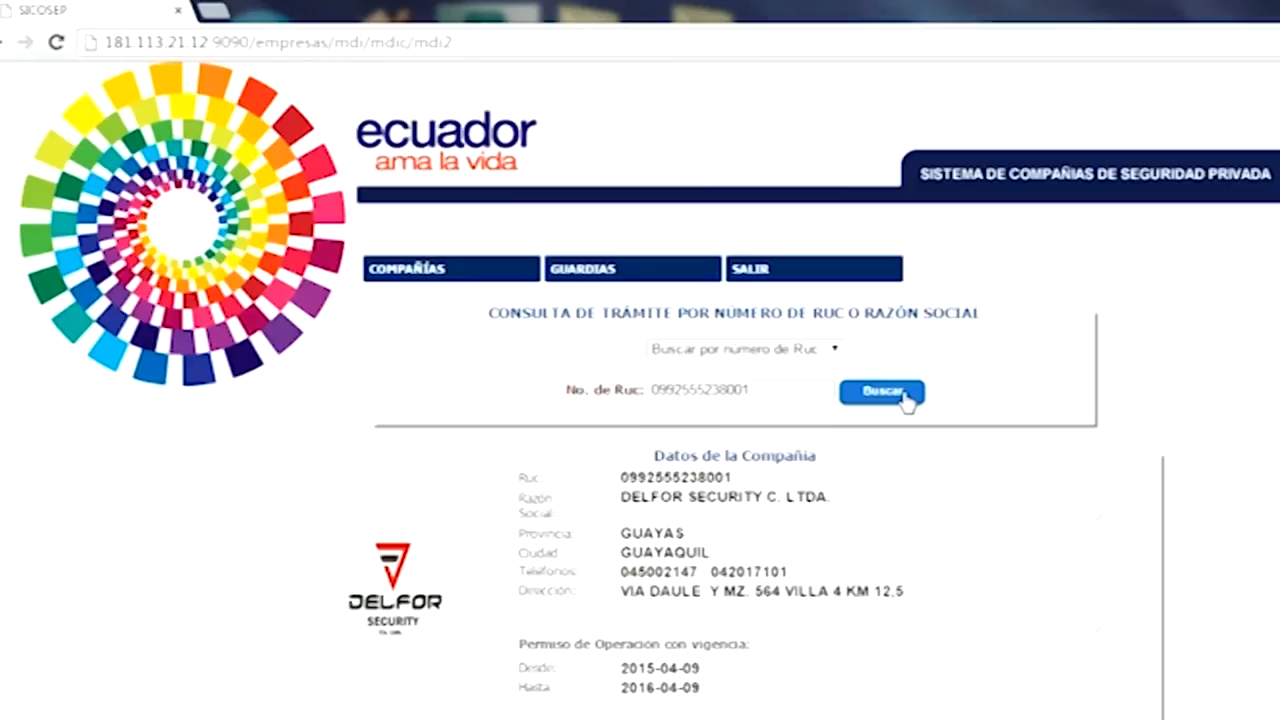 SICOSEP ×
181.113.21.12:9090/empresas/mdi/mdic/mdi2
ecuador
ama la vida
SISTEMA DE COMPAÑIAS DE SEGURIDAD PRIVADA
COMPAÑÍAS GUARDIAS SALIR
CONSULTA DE TRÁMITE POR NÚMERO DE RUC O RAZÓN SOCIAL
Buscar por numero de Ruc
No. de Ruc: 0992555238001 Buscar
Datos de la Compañia
Ruc: 0992555238001
Razón Social: DELFOR SECURITY C. LTDA.
Provincia: GUAYAS
Ciudad: GUAYAQUIL
Teléfonos: 045002147 042017101
Dirección: VIA DAULE Y MZ. 564 VILLA 4 KM 12,5
DELFOR
SECURITY
Cía. Ltda.
Permiso de Operación con vigencia:
Desde: 2015-04-09
Hasta: 2016-04-09